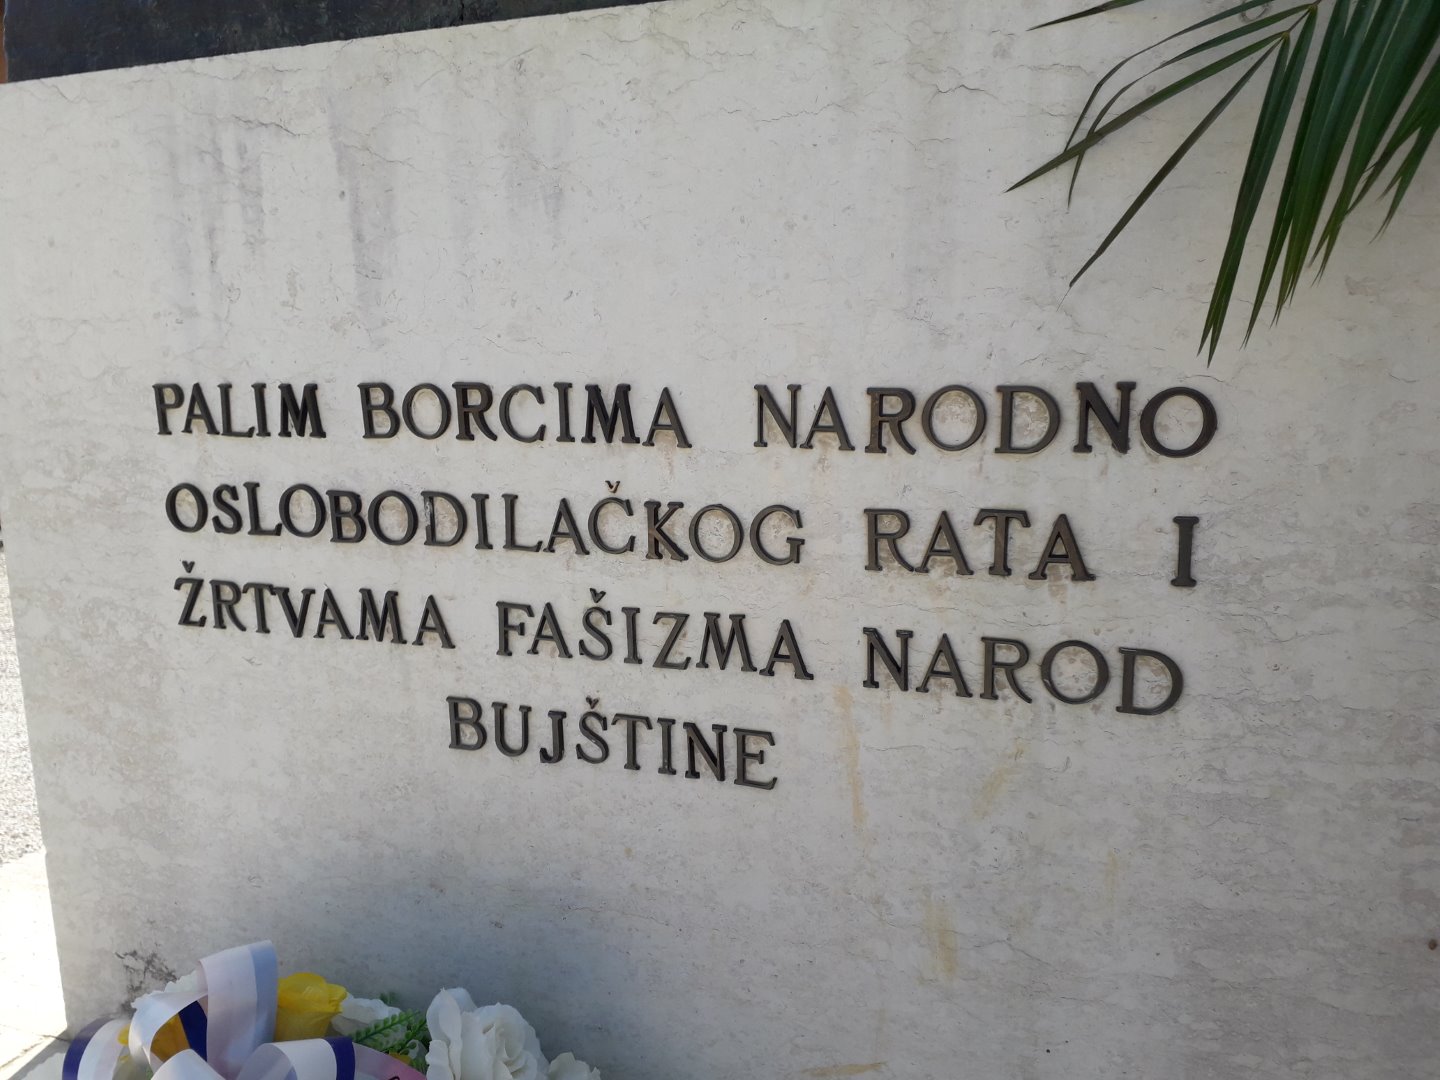 PALIM BORCIMA NARODNO
OSLOBODILAČKOG RATA I
ŽRTVAMA FAŠIZMA NAROD
BUJŠTINE